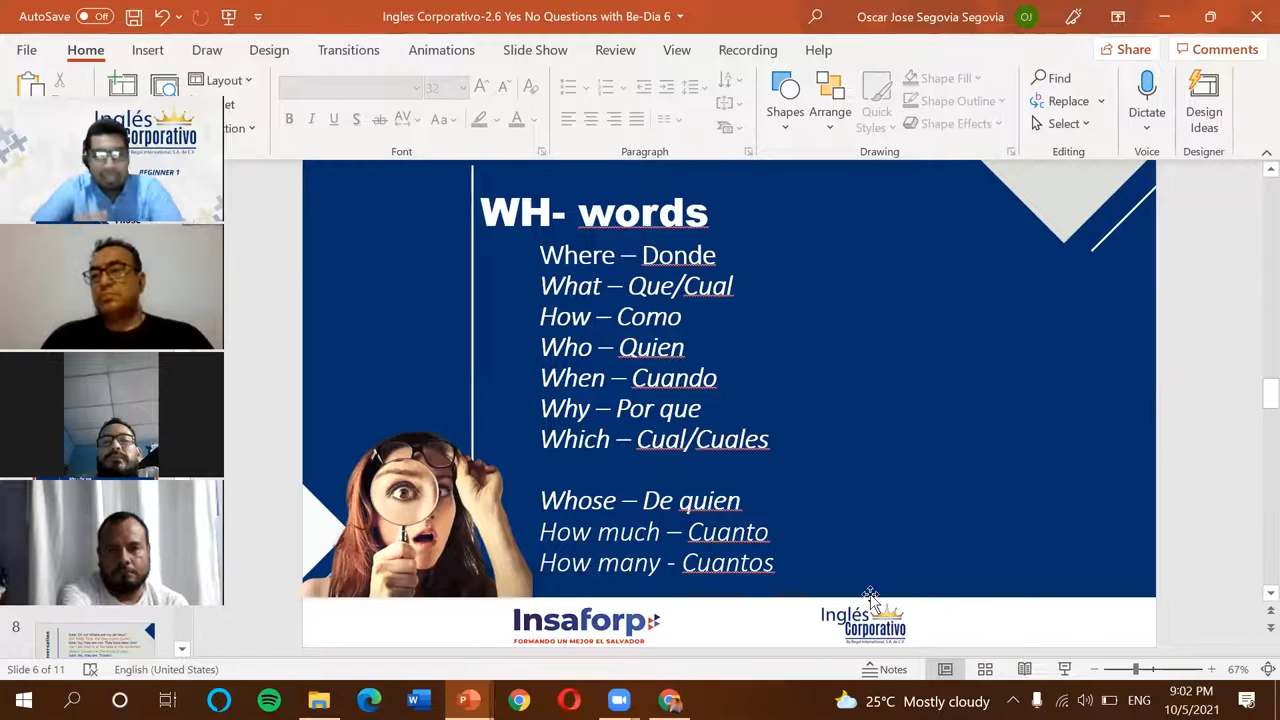 AutoSave Off
Ingles Corporativo-2.6 Yes No Questions with Be-Dia 6
Oscar Jose Segovia Segovia
OJ
File Home Insert Draw Design Transitions Animations Slide Show Review View Recording Help
Share Comments
Layout
Shapes
Arrange
Quick
Styles
Shape Fill
Shape Outline
Shape Effects
Find
Replace
Select
Dictate
Design
Ideas
Font
Paragraph
Drawing
Editing
Voice
Designer
Inglés
Corporativo
BEGINNER 1
WH- words
Where – Donde
What – Que/Cual
How – Como
Who – Quien
When – Cuando
Why – Por que
Which – Cual/Cuales
Whose – De quien
How much – Cuanto
How many - Cuantos
Insaforp
FORMANDO UN MEJOR EL SALVADOR
Inglés
Corporativo
8
Slide 6 of 11
English (United States)
Notes
67%
25°C Mostly cloudy
ENG
9:02 PM
10/5/2021